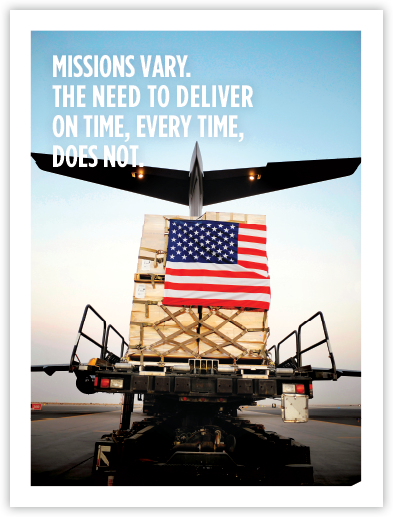 MISSIONS VARY.
THE NEED TO DELIVER
ON TIME, EVERY TIME,
DOES NOT.